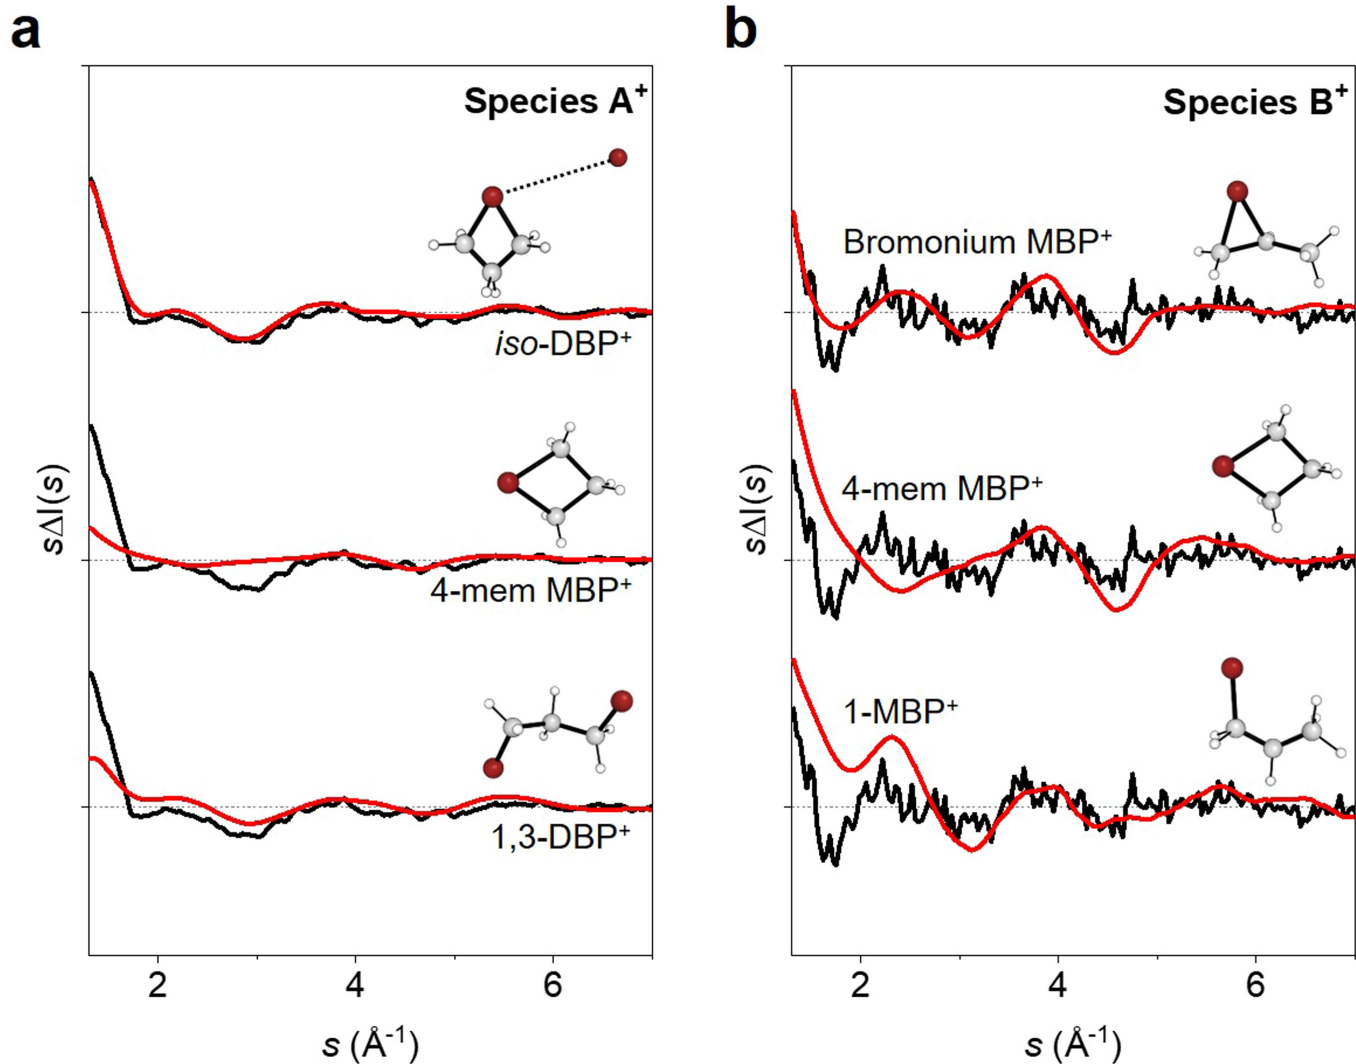 a
Species A⁺
iso-DBP⁺
4-mem MBP⁺
1,3-DBP⁺
sΔI(s)
2
4
6
s (Å⁻¹)
b
Species B⁺
Bromonium MBP⁺
4-mem MBP⁺
1-MBP⁺
sΔI(s)
2
4
6
s (Å⁻¹)